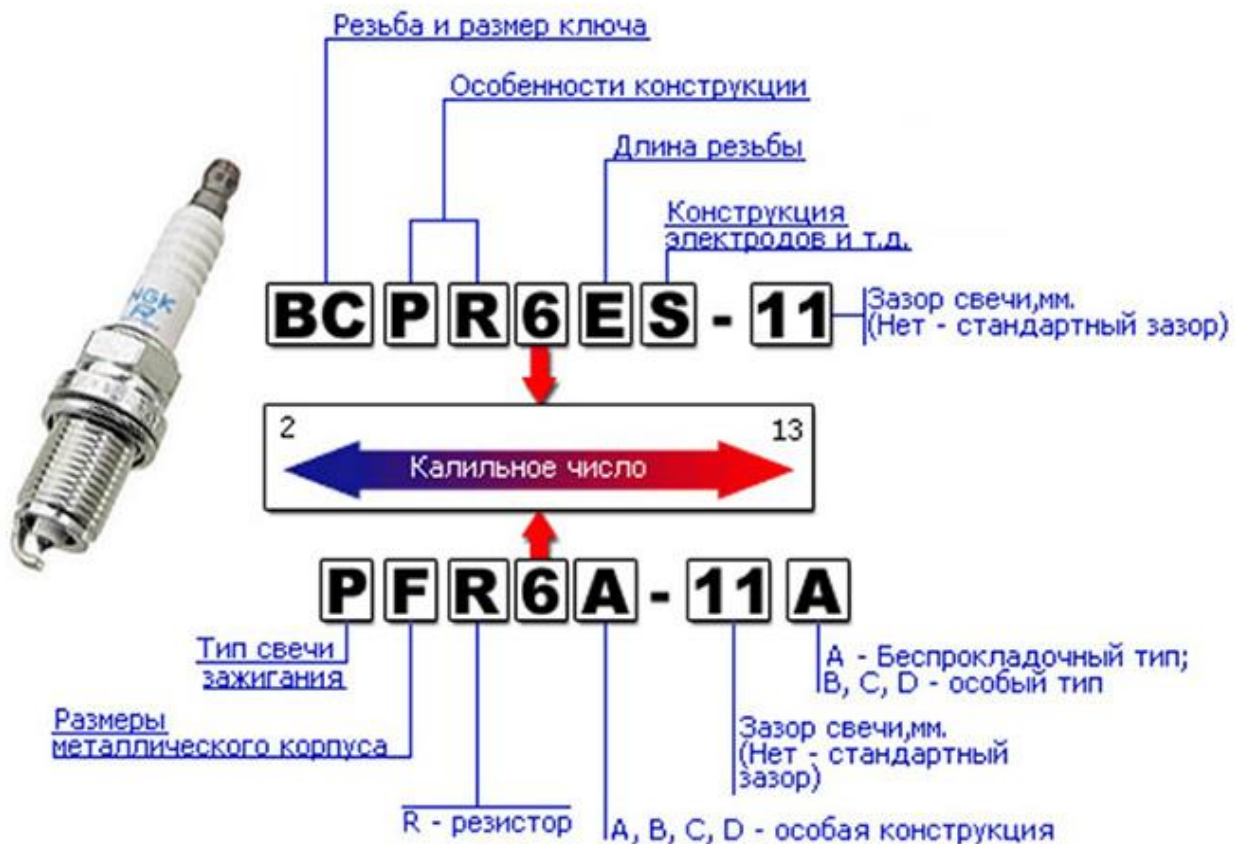 Резьба и размер ключа
Особенности конструкции
Длина резьбы
Конструкция
электродов и т.д.
BC P R 6 E S - 11
Зазор свечи,мм.
(Нет - стандартный зазор)
NGK
R
2
13
Калильное число
P F R 6 A - 11 A
Тип свечи
зажигания
Размеры
металлического корпуса
R - резистор
A, B, C, D - особая конструкция
Зазор свечи,мм.
(Нет - стандартный
зазор)
A - Беспрокладочный тип;
B, C, D - особый тип